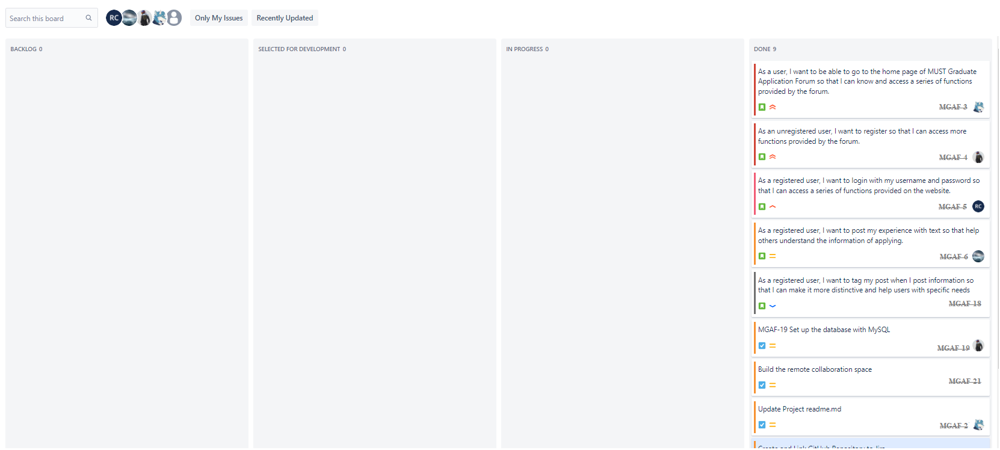 Search this board
RC
Only My Issues
Recently Updated
BACKLOG 0
SELECTED FOR DEVELOPMENT 0
IN PROGRESS 0
DONE 9
As a user, I want to be able to go to the home page of MUST Graduate
Application Forum so that I can know and access a series of functions
provided by the forum.
MGAF-3
As an unregistered user, I want to register so that I can access more
functions provided by the forum.
MGAF-4
As a registered user, I want to login with my username and password so
that I can access a series of functions provided on the website.
MGAF-5
RC
As a registered user, I want to post my experience with text so that help
others understand the information of applying.
MGAF-6
As a registered user, I want to tag my post when I post information so
that I can make it more distinctive and help users with specific needs
MGAF-18
MGAF-19 Set up the database with MySQL
MGAF-19
Build the remote collaboration space
MGAF-21
Update Project readme.md
MGAF-2
Create and Link GitHub Repository to Jira